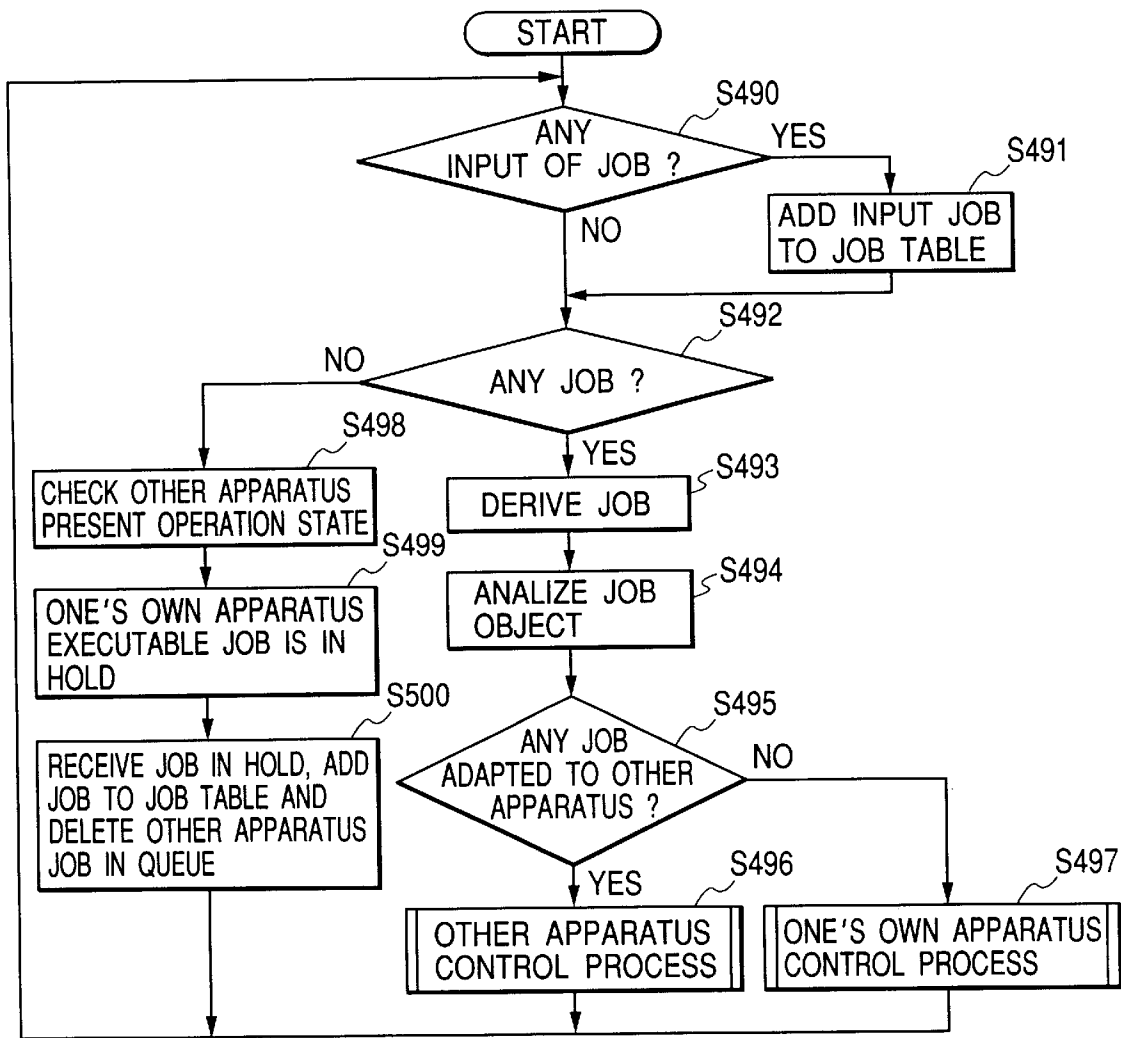 START
S490
ANY
INPUT OF JOB ?
YES
S491
ADD INPUT JOB
TO JOB TABLE
NO
S492
NO
ANY JOB ?
S498
YES
S493
CHECK OTHER APPARATUS
PRESENT OPERATION STATE
DERIVE JOB
S499
S494
ONE'S OWN APPARATUS
EXECUTABLE JOB IS IN
HOLD
ANALIZE JOB
OBJECT
S500
S495
RECEIVE JOB IN HOLD, ADD
JOB TO JOB TABLE AND
DELETE OTHER APPARATUS
JOB IN QUEUE
ANY JOB
ADAPTED TO OTHER
APPARATUS ?
NO
YES
S496
S497
OTHER APPARATUS
CONTROL PROCESS
ONE'S OWN APPARATUS
CONTROL PROCESS